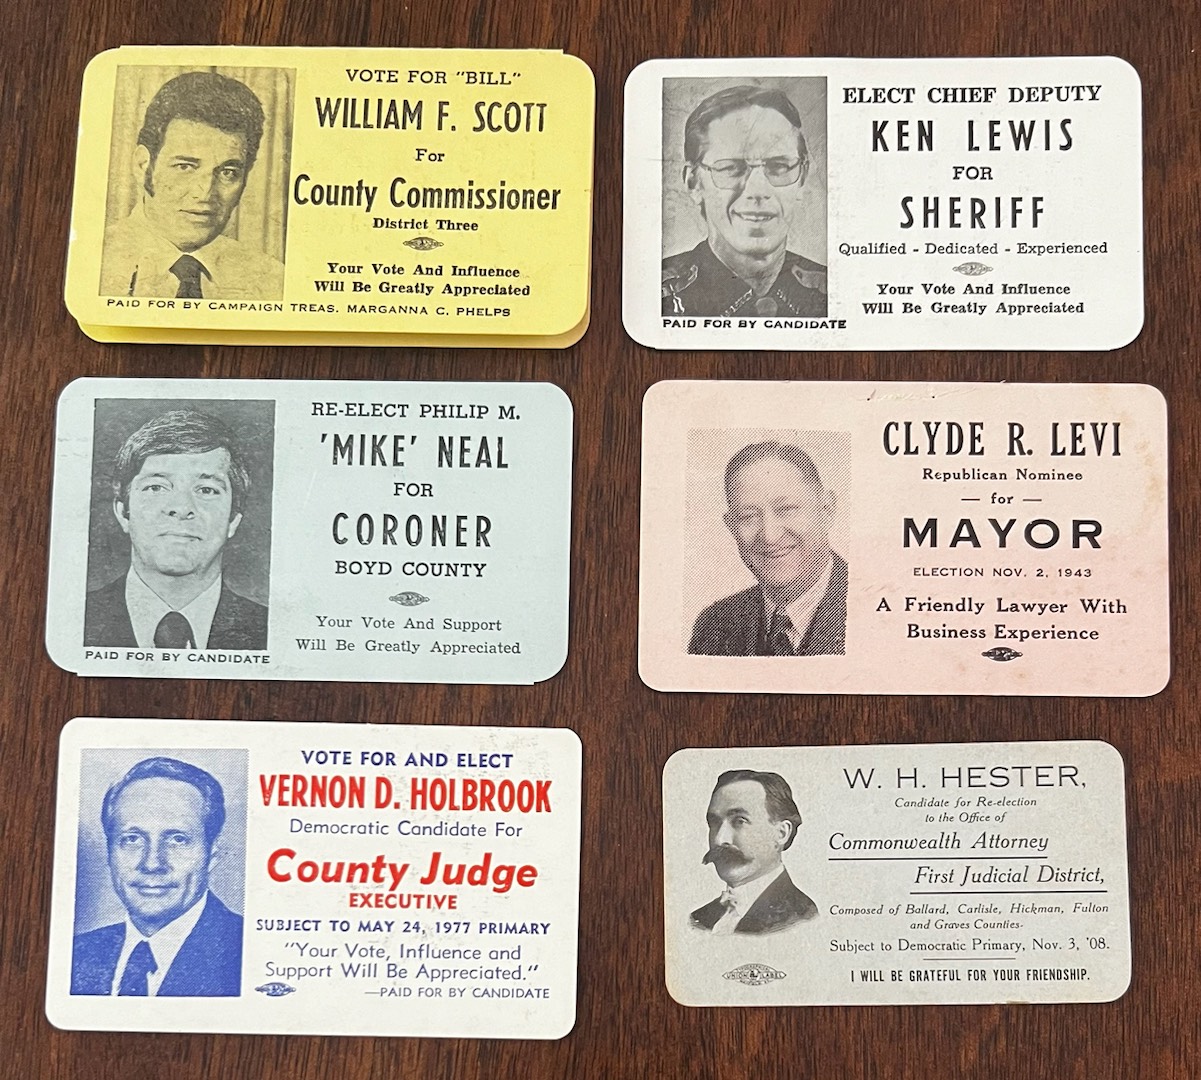 VOTE FOR "BILL"
WILLIAM F. SCOTT
For
County Commissioner
District Three
Your Vote And Influence
Will Be Greatly Appreciated
PAID FOR BY CAMPAIGN TREAS. MARGANNA C. PHELPS
ELECT CHIEF DEPUTY
KEN LEWIS
FOR
SHERIFF
Qualified - Dedicated - Experienced
Your Vote And Influence
Will Be Greatly Appreciated
PAID FOR BY CANDIDATE
RE-ELECT PHILIP M.
'MIKE' NEAL
FOR
CORONER
BOYD COUNTY
Your Vote And Support
Will Be Greatly Appreciated
PAID FOR BY CANDIDATE
CLYDE R. LEVI
Republican Nominee
— for —
MAYOR
ELECTION NOV. 2, 1943
A Friendly Lawyer With
Business Experience
VOTE FOR AND ELECT
VERNON D. HOLBROOK
Democratic Candidate For
County Judge
EXECUTIVE
SUBJECT TO MAY 24, 1977 PRIMARY
"Your Vote, Influence and
Support Will Be Appreciated."
—PAID FOR BY CANDIDATE
W. H. HESTER,
Candidate for Re-election
to the Office of
Commonwealth Attorney
First Judicial District,
Composed of Ballard, Carlisle, Hickman, Fulton
and Graves Counties.
Subject to Democratic Primary, Nov. 3, '08.
I WILL BE GRATEFUL FOR YOUR FRIENDSHIP.
UNION LABEL